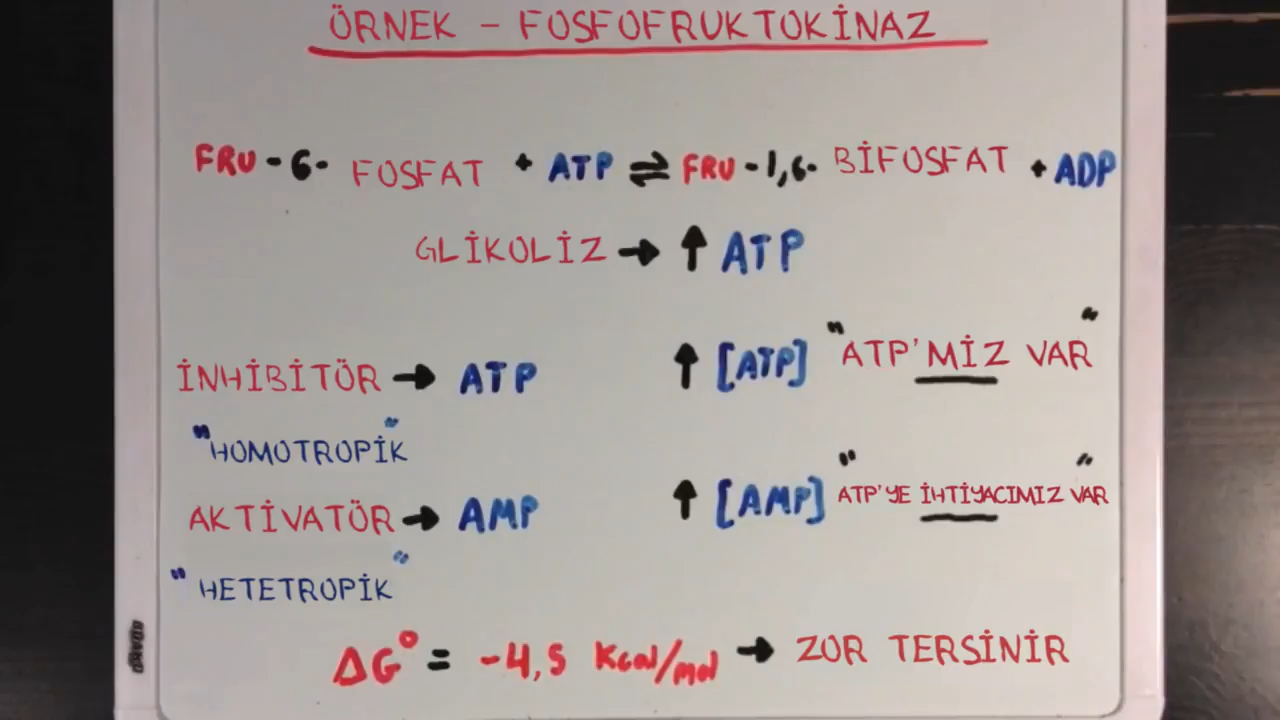 ÖRNEK - FOSFOFRUKTOKİNAZ
FRU-6- FOSFAT + ATP ⇌ FRU-1,6- BİFOSFAT + ADP
GLİKOLİZ → ↑ ATP
İNHİBİTÖR → ATP ↑ [ATP] "ATP'MİZ VAR"
"HOMOTROPİK"
AKTİVATÖR → AMP ↑ [AMP] "ATP'YE İHTİYACIMIZ VAR"
"HETETROPİK"
ΔG° = -4,5 Kcal/mol → ZOR TERSİNİR